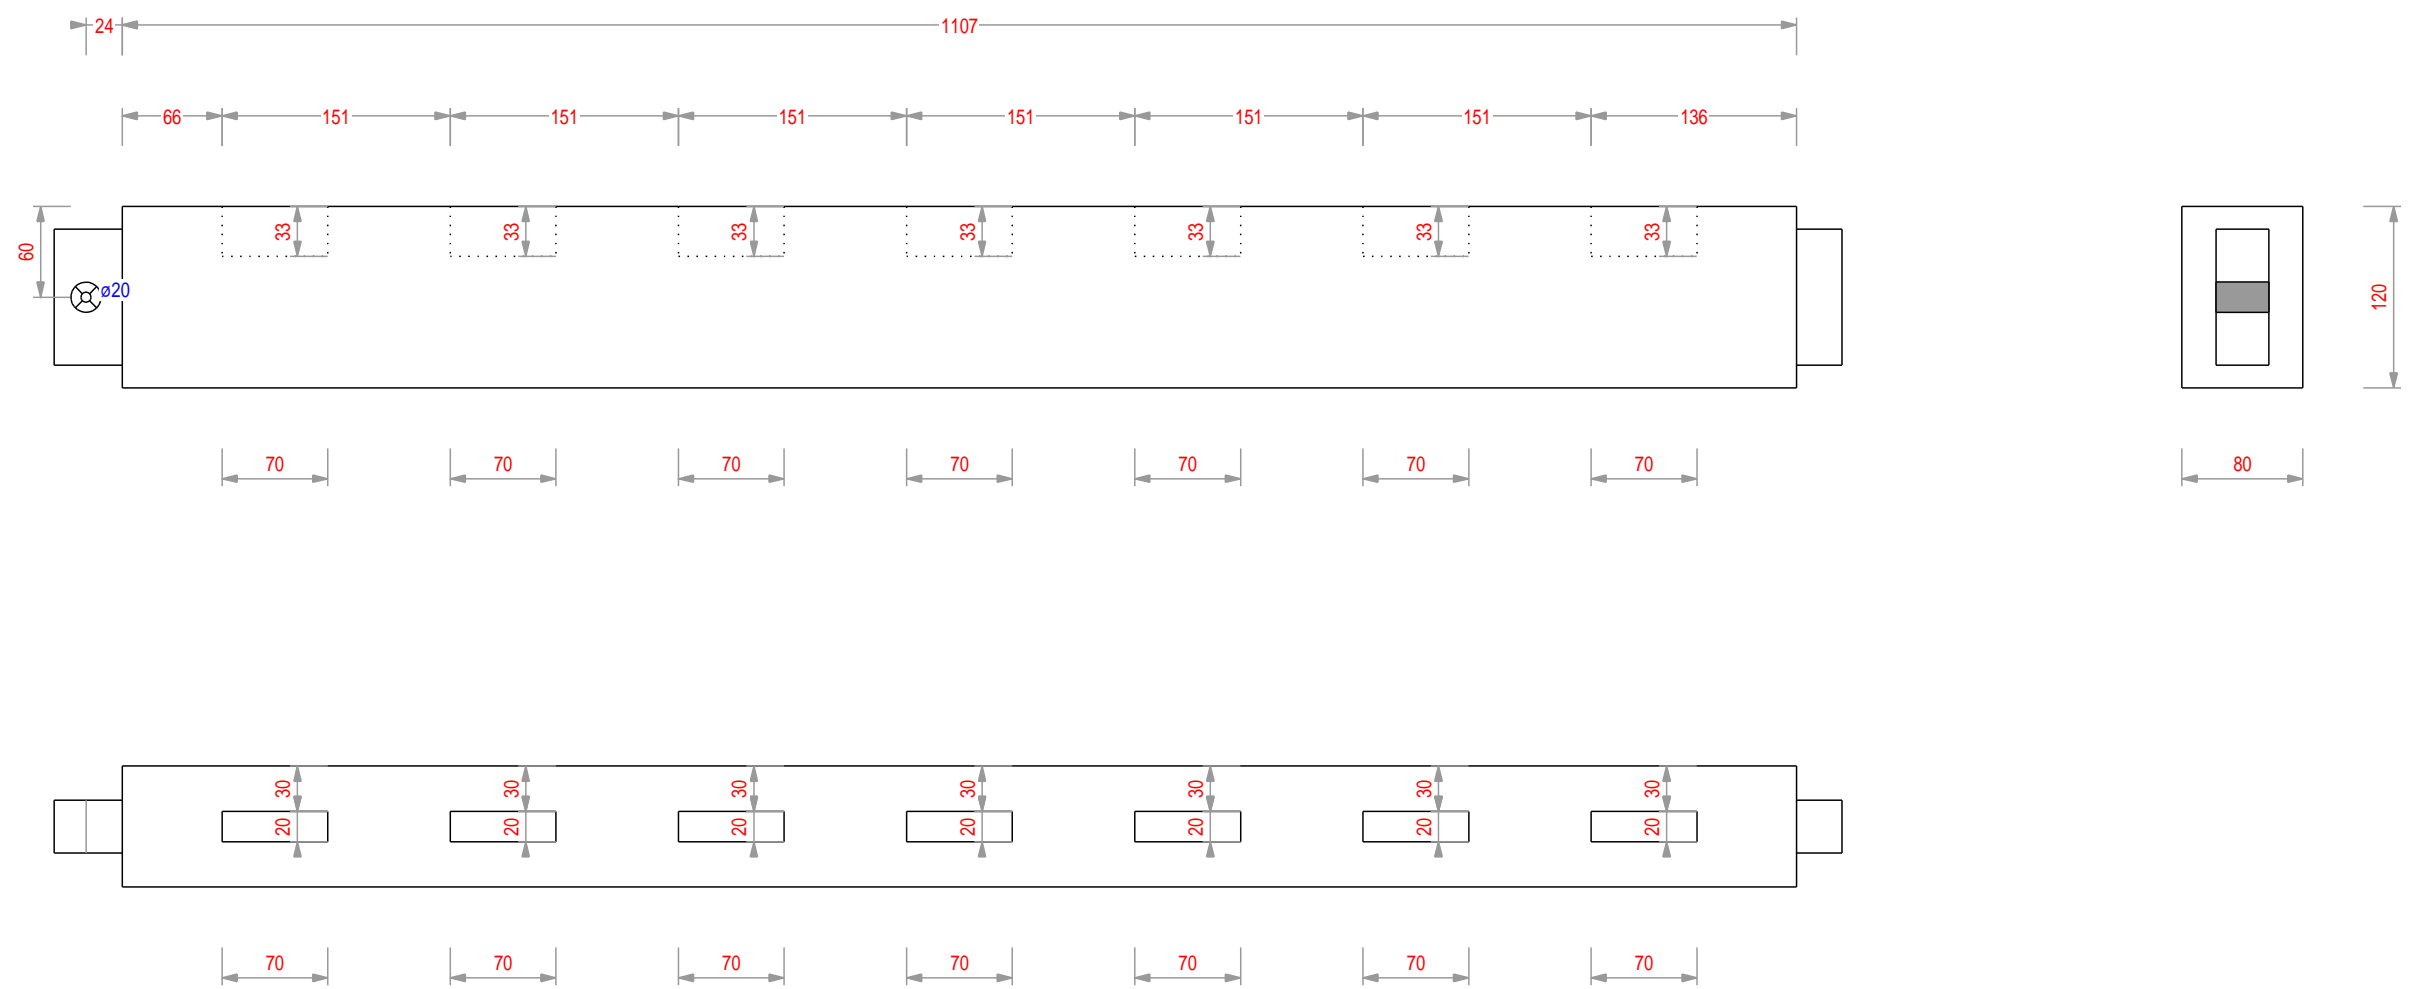 24 1107
66 151 151 151 151 151 151 136
33 33 33 33 33 33 33
60
ø20
120
70 70 70 70 70 70 70 80
30 30 30 30 30 30 30
20 20 20 20 20 20 20
70 70 70 70 70 70 70